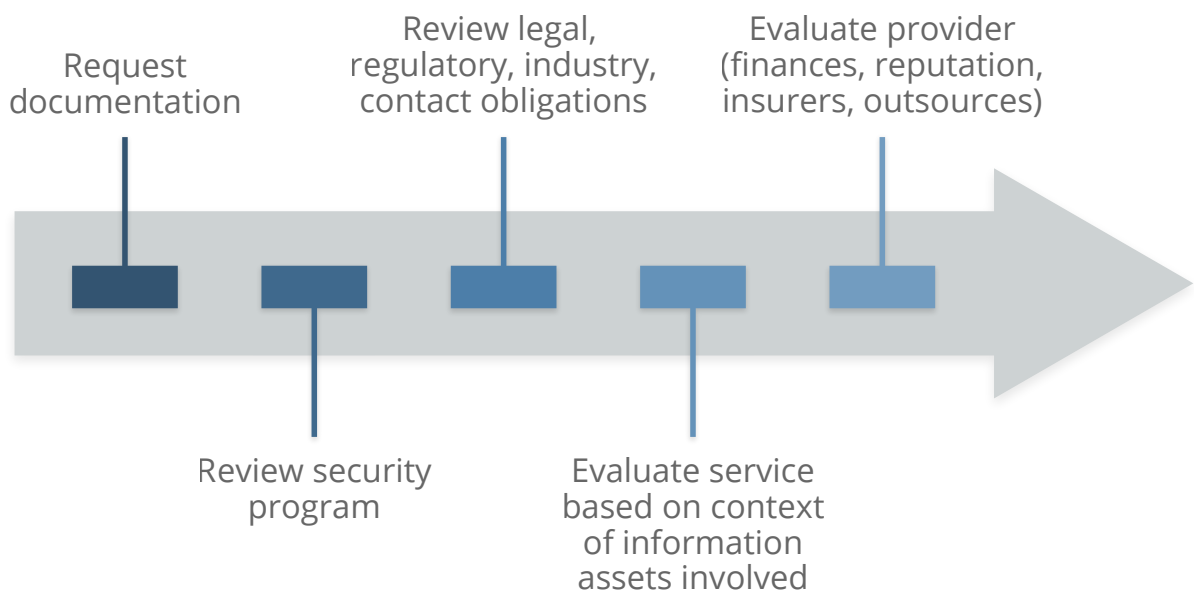 Request
documentation
Review security
program
Review legal,
regulatory, industry,
contact obligations
Evaluate service
based on context
of information
assets involved
Evaluate provider
(finances, reputation,
insurers, outsources)